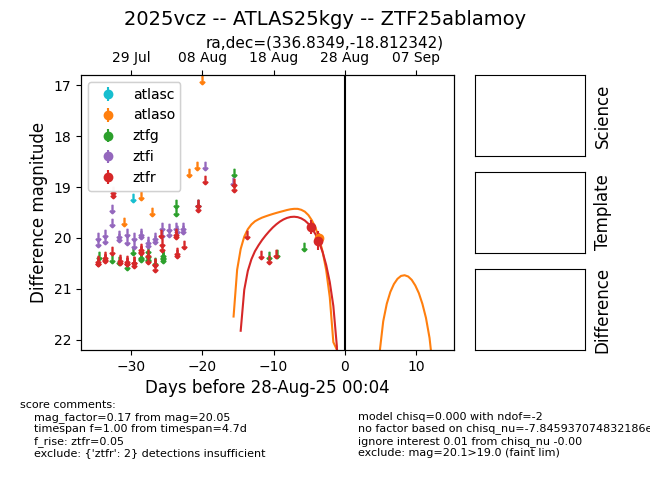 2025vcz -- ATLAS25kgy -- ZTF25ablamoy
ra,dec=(336.8349,-18.812342)
29 Jul 08 Aug 18 Aug 28 Aug 07 Sep
atlasc
atlaso
ztfg
ztfi
ztfr
17
18
19
20
21
22
Difference magnitude
−30 −20 −10 0 10
Days before 28-Aug-25 00:04
Science
Template
Difference
score comments:
mag_factor=0.17 from mag=20.05
timespan f=1.00 from timespan=4.7d
f_rise: ztfr=0.05
exclude: {'ztfr': 2} detections insufficient
model chisq=0.000 with ndof=-2
no factor based on chisq_nu=-7.845937074832186e
ignore interest 0.01 from chisq_nu -0.00
exclude: mag=20.1>19.0 (faint lim)